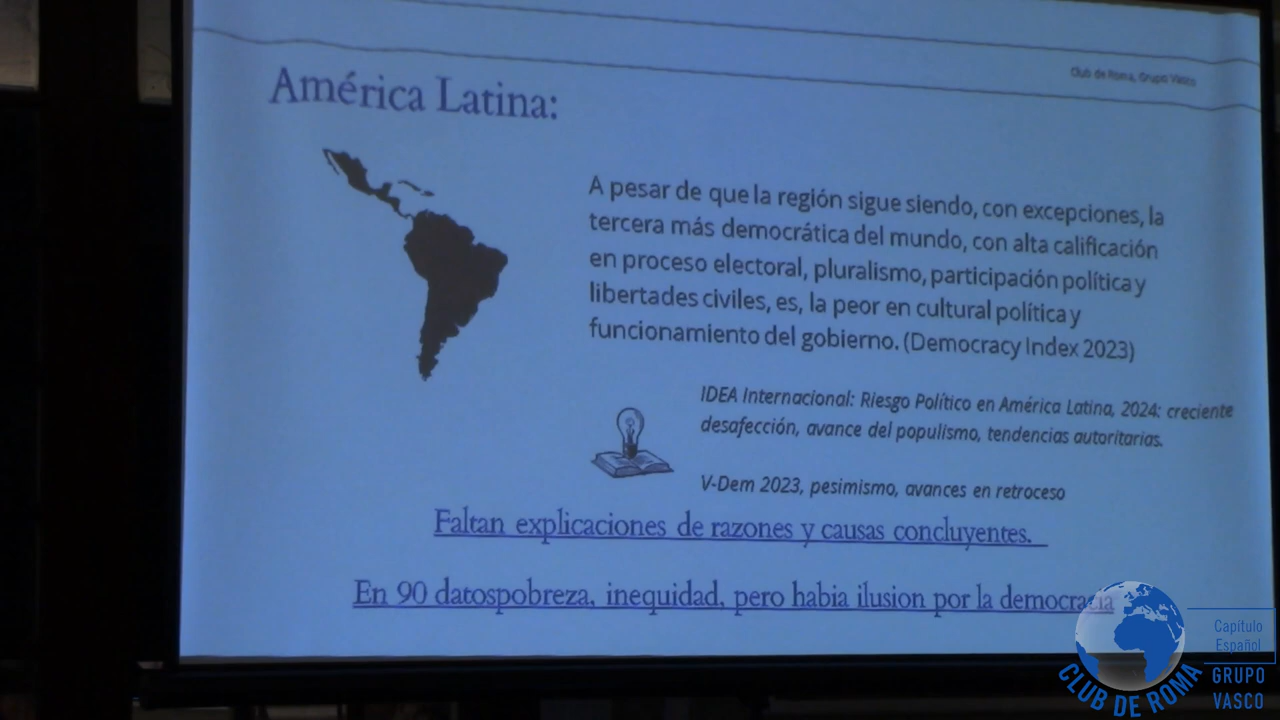 Club de Roma, Grupo Vasco
América Latina:
A pesar de que la región sigue siendo, con excepciones, la
tercera más democrática del mundo, con alta calificación
en proceso electoral, pluralismo, participación política y
libertades civiles, es, la peor en cultural política y
funcionamiento del gobierno. (Democracy Index 2023)
IDEA Internacional: Riesgo Político en América Latina, 2024: creciente
desafección, avance del populismo, tendencias autoritarias.
V-Dem 2023, pesimismo, avances en retroceso
Faltan explicaciones de razones y causas concluyentes.
En 90 datospobreza, inequidad, pero habia ilusion por la democracia
Capítulo
Español
CLUB DE ROMA
GRUPO
VASCO